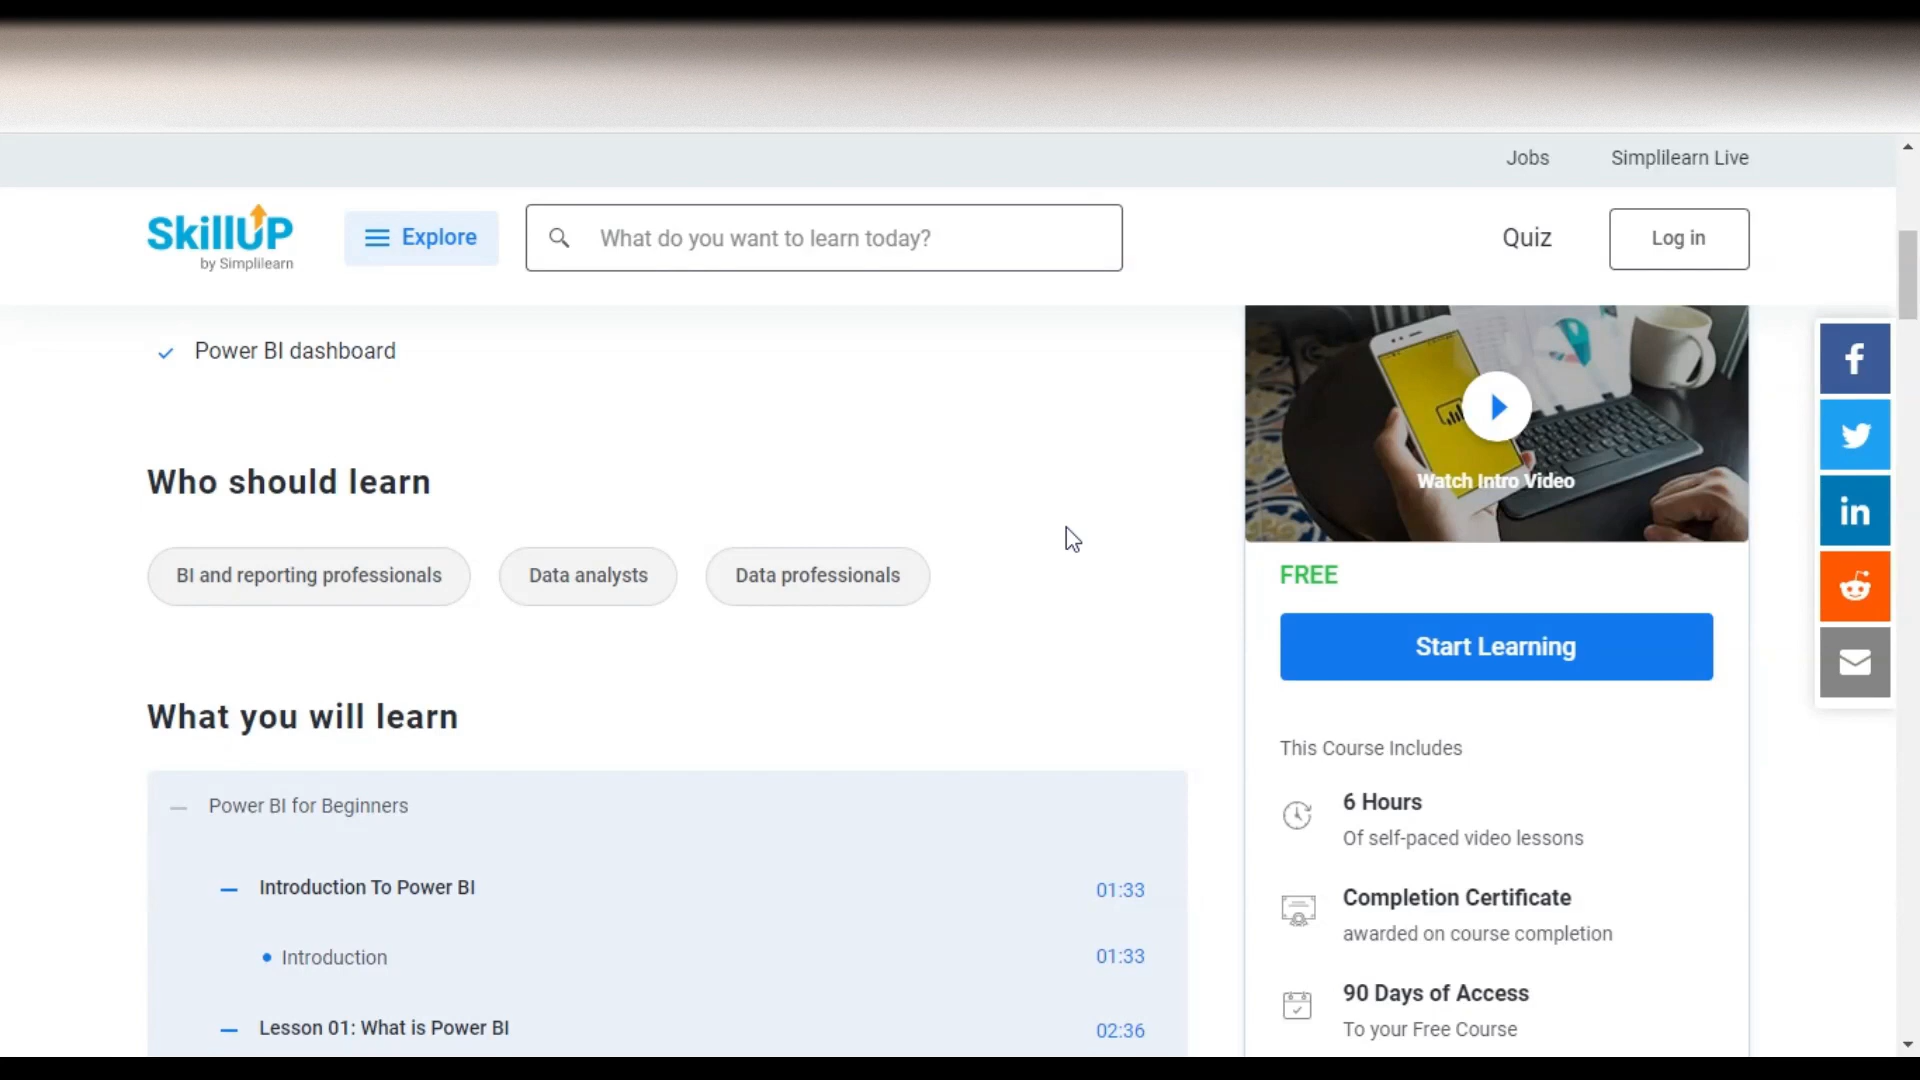 Jobs
Simplilearn Live
SkillUP
by Simplilearn
Explore
What do you want to learn today?
Quiz
Log in
Power BI dashboard
Who should learn
BI and reporting professionals
Data analysts
Data professionals
What you will learn
Power BI for Beginners
Introduction To Power BI 01:33
Introduction 01:33
Lesson 01: What is Power BI 02:36
Watch Intro Video
FREE
Start Learning
This Course Includes
6 Hours
Of self-paced video lessons
Completion Certificate
awarded on course completion
90 Days of Access
To your Free Course